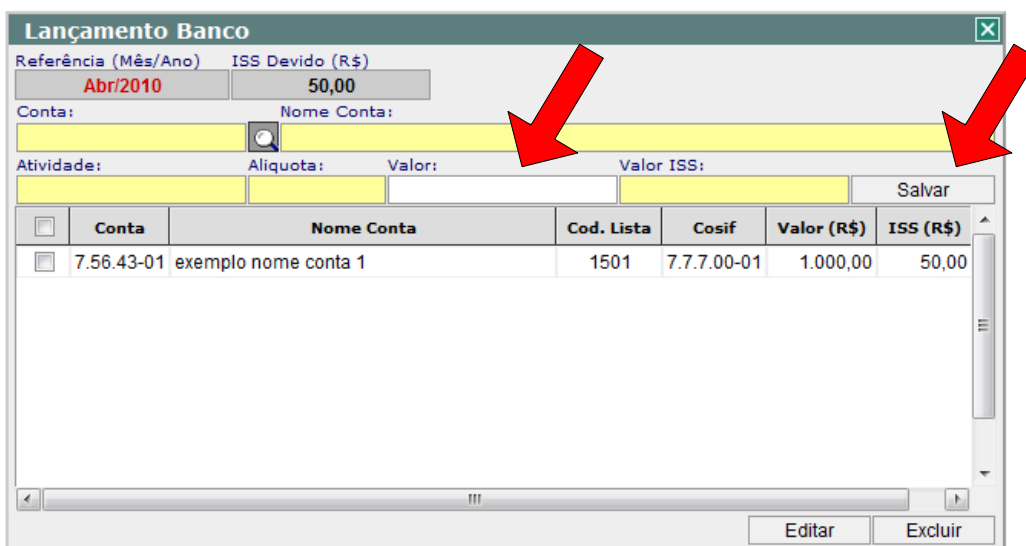 Lançamento Banco
Referência (Mês/Ano) ISS Devido (R$)
Abr/2010 50,00
Conta: Nome Conta:
Atividade: Aliquota: Valor: Valor ISS:
Salvar
Conta Nome Conta Cod. Lista Cosif Valor (R$) ISS (R$)
7.56.43-01 exemplo nome conta 1 1501 7.7.7.00-01 1.000,00 50,00
Editar Excluir